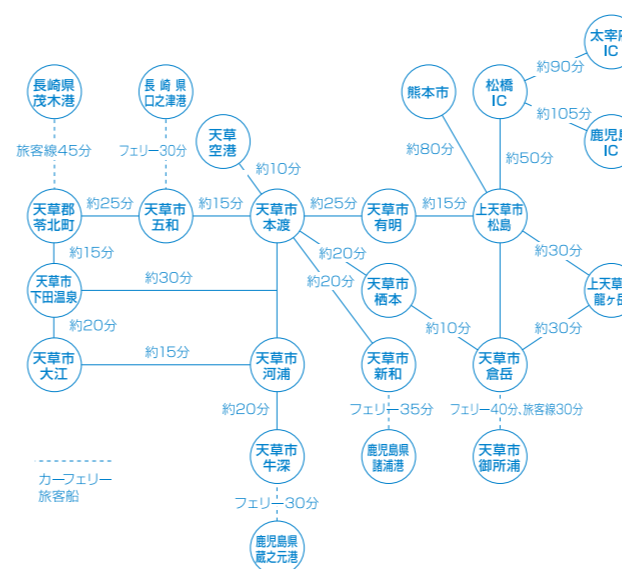 太宰府
IC
約90分
長崎県
茂木港
長崎県
口之津港
熊本市
松橋
IC
約105分
鹿児島
IC
天草
空港
旅客線45分
フェリー30分
約10分
約80分
約50分
天草郡
苓北町
約25分
天草市
五和
約15分
天草市
本渡
約25分
天草市
有明
約15分
上天草市
松島
約15分
約20分
約30分
天草市
下田温泉
約30分
約20分
天草市
栖本
上天草
龍ヶ岳
約20分
約10分
約30分
天草市
大江
約15分
天草市
河浦
天草市
新和
天草市
倉岳
約20分
フェリー35分
フェリー40分、旅客線30分
天草市
牛深
鹿児島県
諸浦港
天草市
御所浦
カーフェリー
旅客船
フェリー30分
鹿児島県
蔵之元港